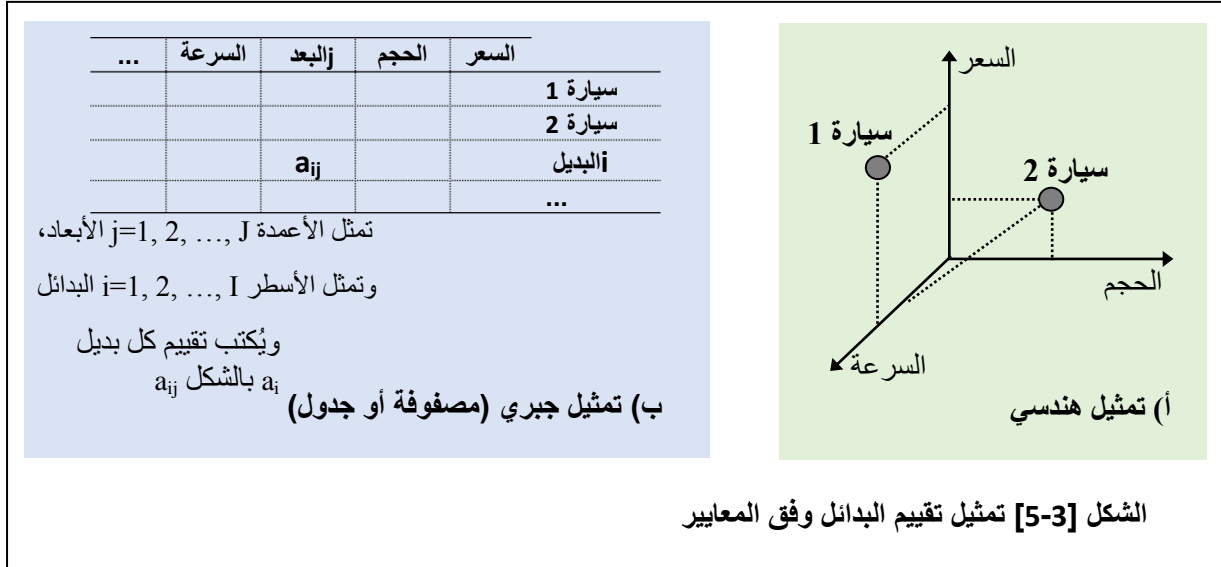 السعر
سيارة 1
سيارة 2
الحجم
السرعة
أ) تمثيل هندسي
السعر الحجم البعدj السرعة ...
سيارة 1
سيارة 2
البديلi aij
...
تمثل الأعمدة j=1, 2, …, J الأبعاد،
وتمثل الأسطر i=1, 2, …, I البدائل
ويُكتب تقييم كل بديل
ai بالشكل aij
ب) تمثيل جبري (مصفوفة أو جدول)
الشكل [3-5] تمثيل تقييم البدائل وفق المعايير